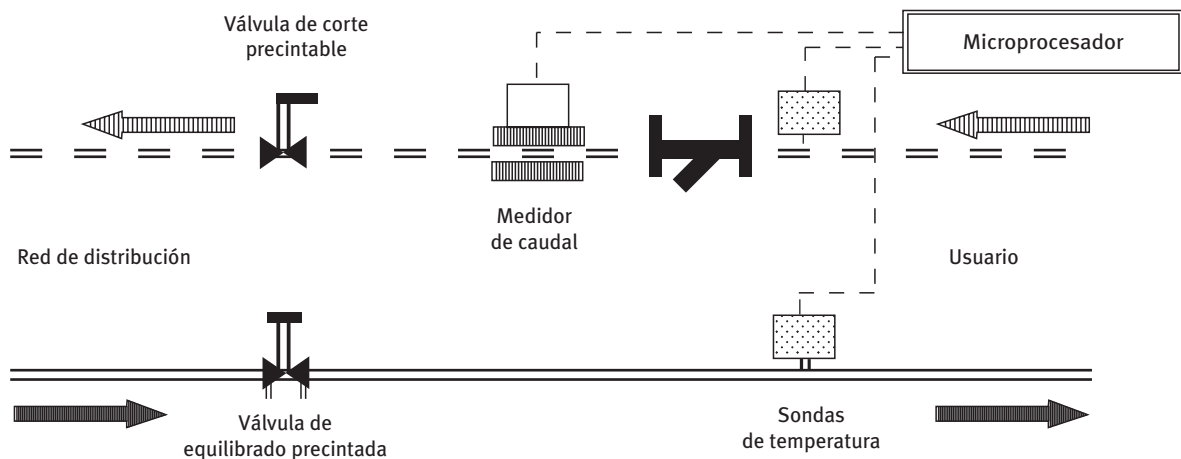 Válvula de corte
precintable
Microprocesador
Medidor
de caudal
Red de distribución
Usuario
Válvula de
equilibrado precintada
Sondas
de temperatura